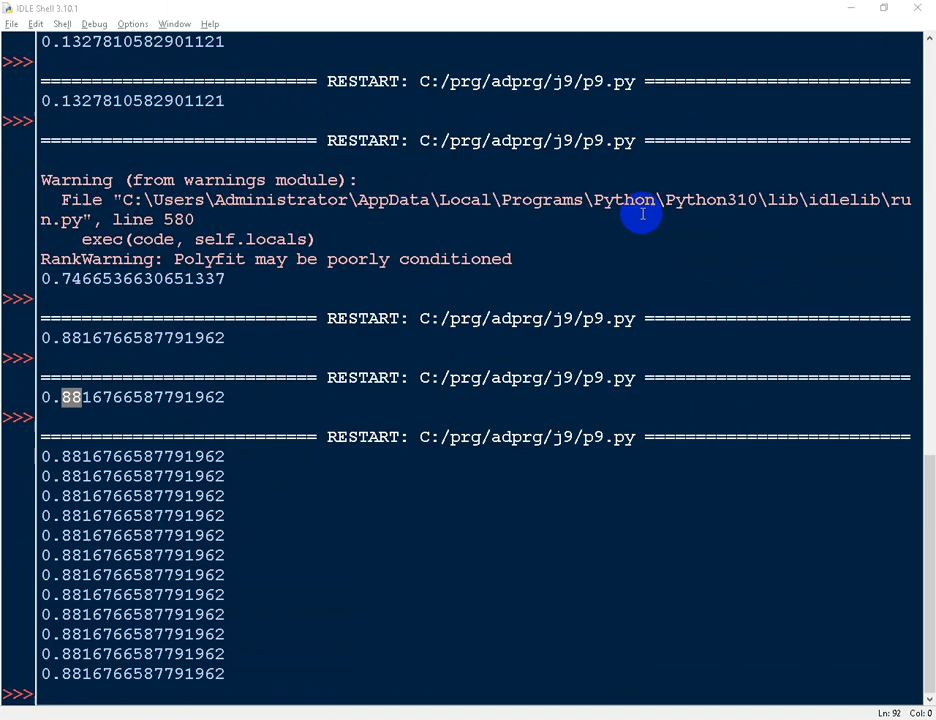 IDLE Shell 3.10.1
File Edit Shell Debug Options Window Help
0.1327810582901121
>>>
=========================== RESTART: C:/prg/adprg/j9/p9.py ==========================
0.1327810582901121
>>>
=========================== RESTART: C:/prg/adprg/j9/p9.py ==========================
Warning (from warnings module):
File "C:\Users\Administrator\AppData\Local\Programs\Python\Python310\lib\idlelib\ru
n.py", line 580
exec(code, self.locals)
RankWarning: Polyfit may be poorly conditioned
0.7466536630651337
>>>
=========================== RESTART: C:/prg/adprg/j9/p9.py ==========================
0.8816766587791962
>>>
=========================== RESTART: C:/prg/adprg/j9/p9.py ==========================
0.8816766587791962
>>>
=========================== RESTART: C:/prg/adprg/j9/p9.py ==========================
0.8816766587791962
0.8816766587791962
0.8816766587791962
0.8816766587791962
0.8816766587791962
0.8816766587791962
0.8816766587791962
0.8816766587791962
0.8816766587791962
0.8816766587791962
0.8816766587791962
0.8816766587791962
>>>
Ln: 92 Col: 0